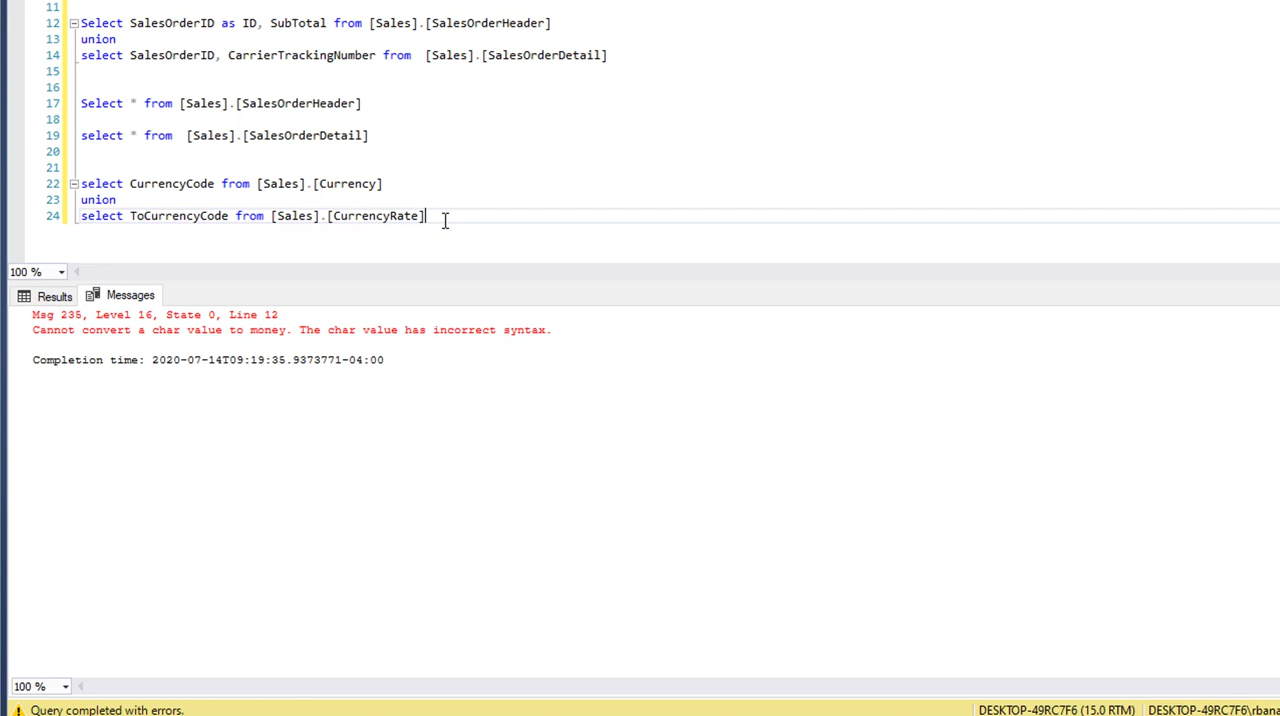 11
12 Select SalesOrderID as ID, SubTotal from [Sales].[SalesOrderHeader]
13 union
14 select SalesOrderID, CarrierTrackingNumber from  [Sales].[SalesOrderDetail]
15
16
17 Select * from [Sales].[SalesOrderHeader]
18
19 select * from  [Sales].[SalesOrderDetail]
20
21
22 select CurrencyCode from [Sales].[Currency]
23 union
24 select ToCurrencyCode from [Sales].[CurrencyRate]
100 %
Results Messages
Msg 235, Level 16, State 0, Line 12
Cannot convert a char value to money. The char value has incorrect syntax.
Completion time: 2020-07-14T09:19:35.9373771-04:00
100 %
Query completed with errors. DESKTOP-49RC7F6 (15.0 RTM) DESKTOP-49RC7F6\rbana